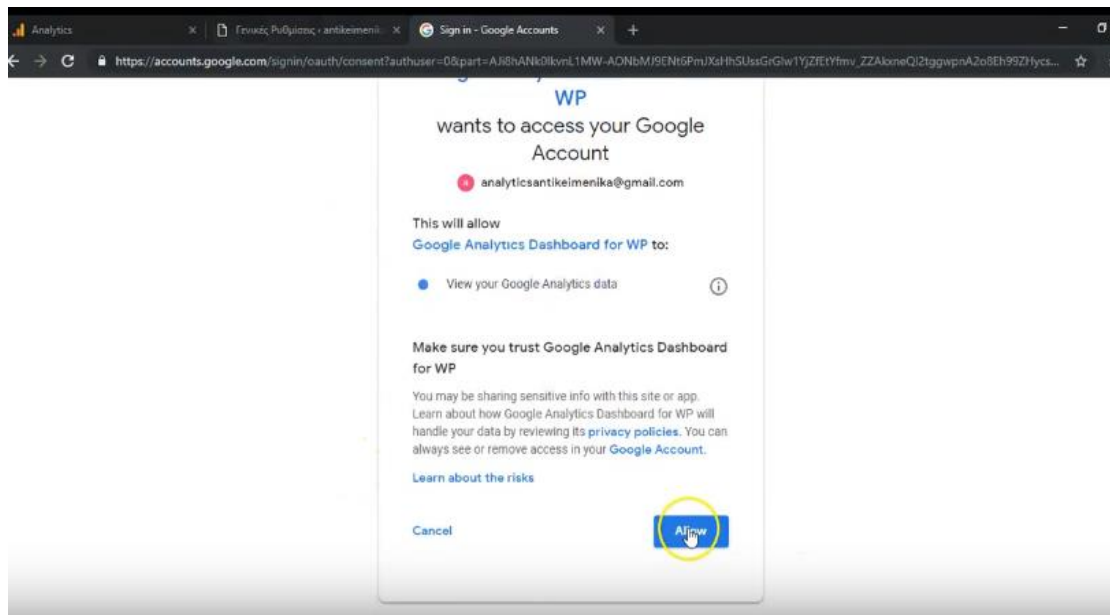 Analytics
Γενικές Ρυθμίσεις ‹ antikeimenik
Sign in - Google Accounts
https://accounts.google.com/signin/oauth/consent?authuser=0&part=
WP
wants to access your Google
Account
analyticsantikeimenika@gmail.com
This will allow
Google Analytics Dashboard for WP to:
View your Google Analytics data
Make sure you trust Google Analytics Dashboard
for WP
You may be sharing sensitive info with this site or app.
Learn about how Google Analytics Dashboard for WP will
handle your data by reviewing its privacy policies. You can
always see or remove access in your Google Account.
Learn about the risks
Cancel
Allow